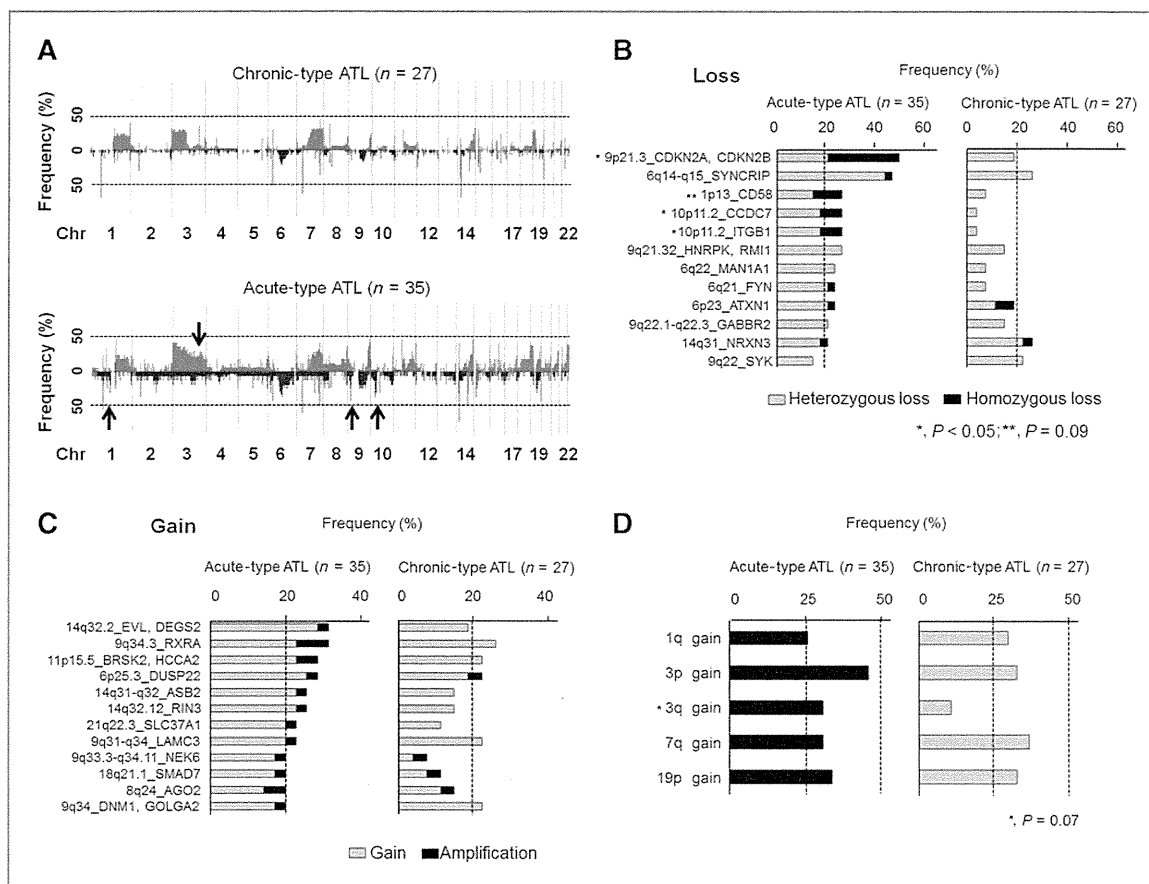 A
Chronic-type ATL (n = 27)
Frequency (%)
50
0
50
Chr 1 2 3 4 5 6 7 8 9 10 12 14 17 19 22
Acute-type ATL (n = 35)
Frequency (%)
50
0
50
Chr 1 2 3 4 5 6 7 8 9 10 12 14 17 19 22
B
Loss
Frequency (%)
Acute-type ATL (n = 35)
Chronic-type ATL (n = 27)
0 20 40 60
0 20 40 60
* 9p21.3_CDKN2A, CDKN2B
6q14-q15_SYNCRIP
** 1p13_CD58
* 10p11.2_CCDC7
*10p11.2_ITGB1
9q21.32_HNRPK, RMI1
6q22_MAN1A1
6q21_FYN
6p23_ATXN1
9q22.1-q22.3_GABBR2
14q31_NRXN3
9q22_SYK
Heterozygous loss Homozygous loss
*, P < 0.05; **, P = 0.09
C
Gain
Frequency (%)
Acute-type ATL (n = 35)
Chronic-type ATL (n = 27)
0 20 40
0 20 40
14q32.2_EVL, DEGS2
9q34.3_RXRA
11p15.5_BRSK2, HCCA2
6p25.3_DUSP22
14q31-q32_ASB2
14q32.12_RIN3
21q22.3_SLC37A1
9q31-q34_LAMC3
9q33.3-q34.11_NEK6
18q21.1_SMAD7
8q24_AGO2
9q34_DNM1, GOLGA2
Gain Amplification
D
Frequency (%)
Acute-type ATL (n = 35)
Chronic-type ATL (n = 27)
0 25 50
0 25 50
1q gain
3p gain
* 3q gain
7q gain
19p gain
*, P = 0.07